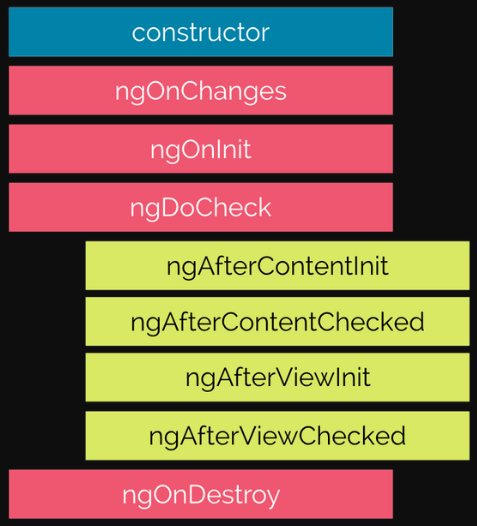 constructor
ngOnChanges
ngOnInit
ngDoCheck
ngAfterContentInit
ngAfterContentChecked
ngAfterViewInit
ngAfterViewChecked
ngOnDestroy